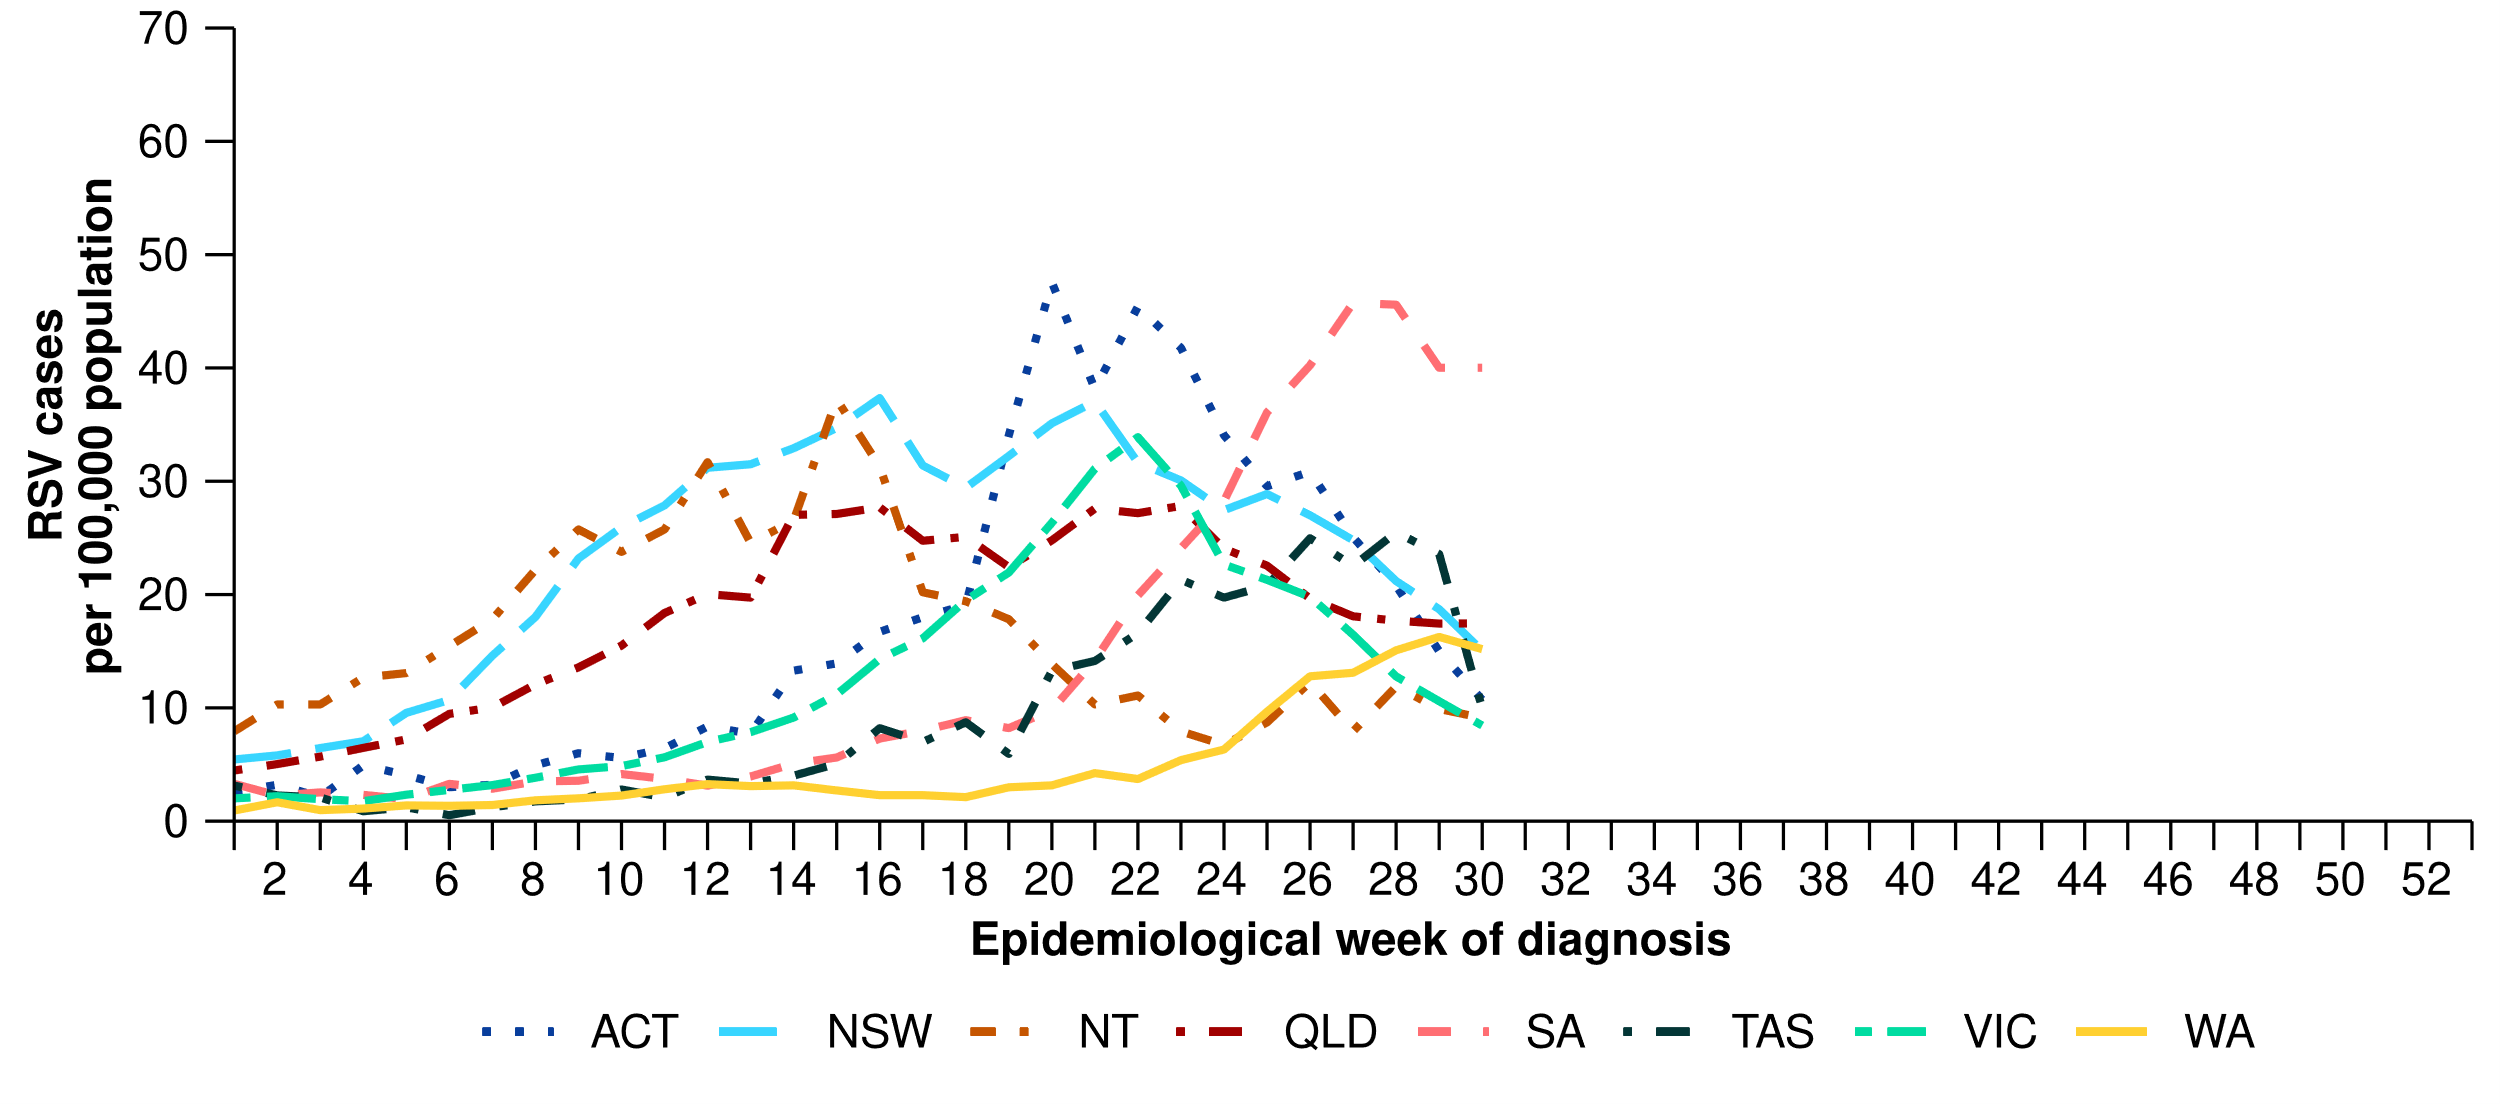 RSV cases
per 100,000 population
70
60
50
40
30
20
10
0
2 4 6 8 10 12 14 16 18 20 22 24 26 28 30 32 34 36 38 40 42 44 46 48 50 52
Epidemiological week of diagnosis
ACT NSW NT QLD SA TAS VIC WA